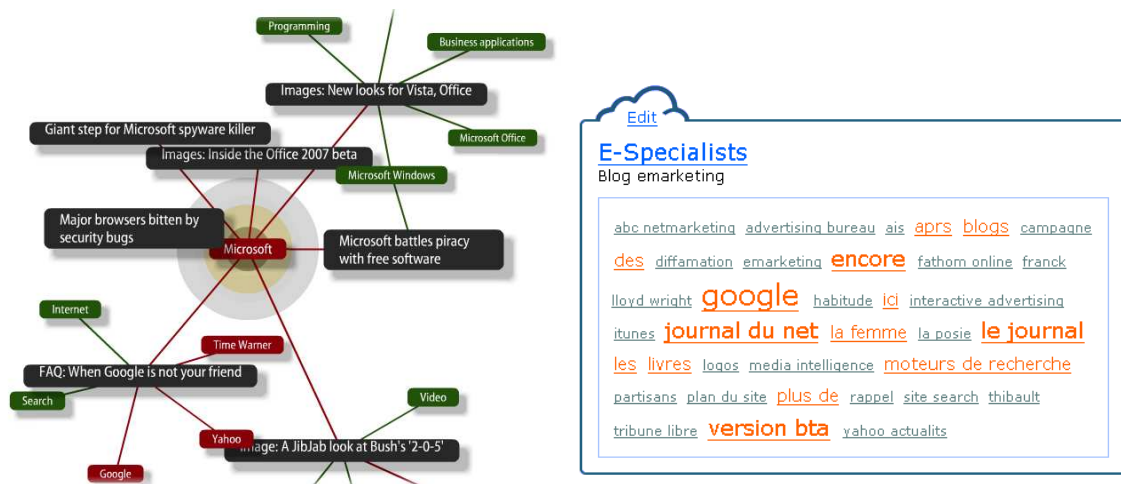 Programming
Business applications
Images: New looks for Vista, Office
Giant step for Microsoft spyware killer
Microsoft Office
Images: Inside the Office 2007 beta
Microsoft Windows
Major browsers bitten by
security bugs
Microsoft
Microsoft battles piracy
with free software
Internet
Time Warner
FAQ: When Google is not your friend
Search
Video
Yahoo
Image: A JibJab look at Bush's '2-0-5'
Google
Edit
E-Specialists
Blog emarketing
abc netmarketing advertising bureau ais aprs blogs campagne
des diffamation emarketing encore fathom online franck
lloyd wright google habitude ici interactive advertising
itunes journal du net la femme la posie le journal
les livres logos media intelligence moteurs de recherche
partisans plan du site plus de rappel site search thibault
tribune libre version bta yahoo actualits